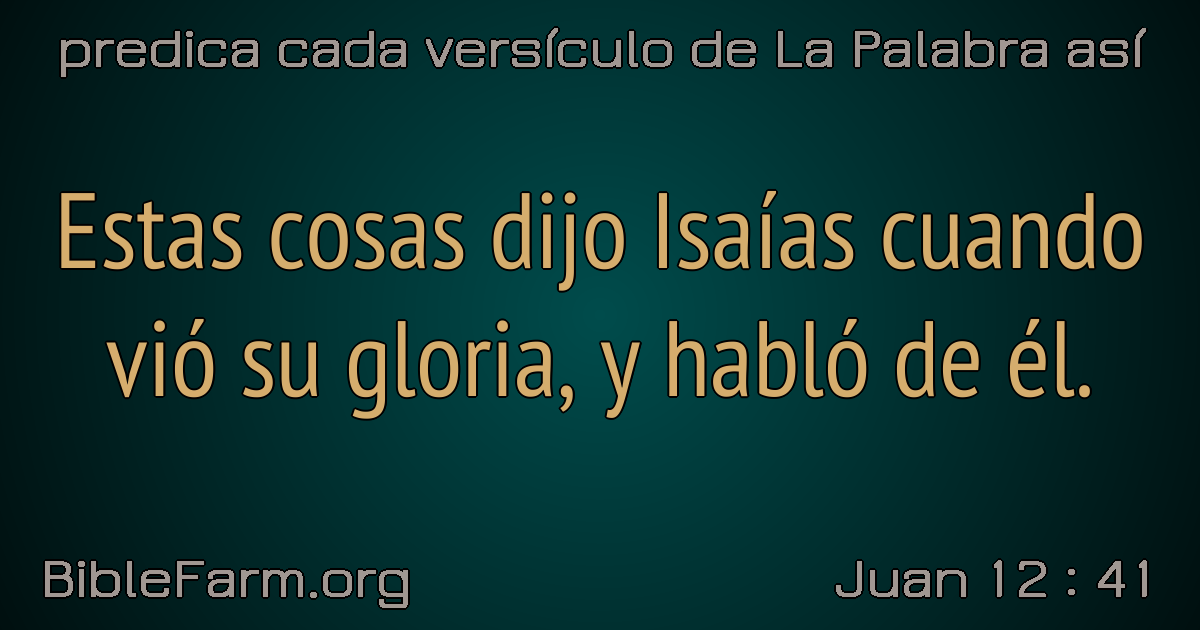 predica cada versículo de La Palabra así
Estas cosas dijo Isaías cuando
vió su gloria, y habló de él.
BibleFarm.org
Juan 12 : 41